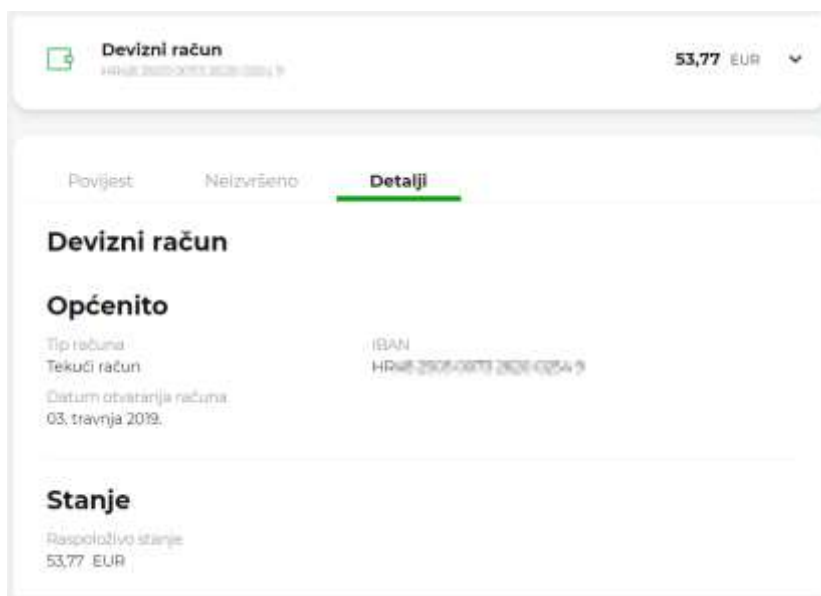 Devizni račun
53,77 EUR
Povijest Neizvršeno Detalji
Devizni račun
Općenito
Tip računa IBAN
Tekući račun
Datum otvaranja računa
03. travnja 2019.
Stanje
Raspoloživo stanje
53,77 EUR